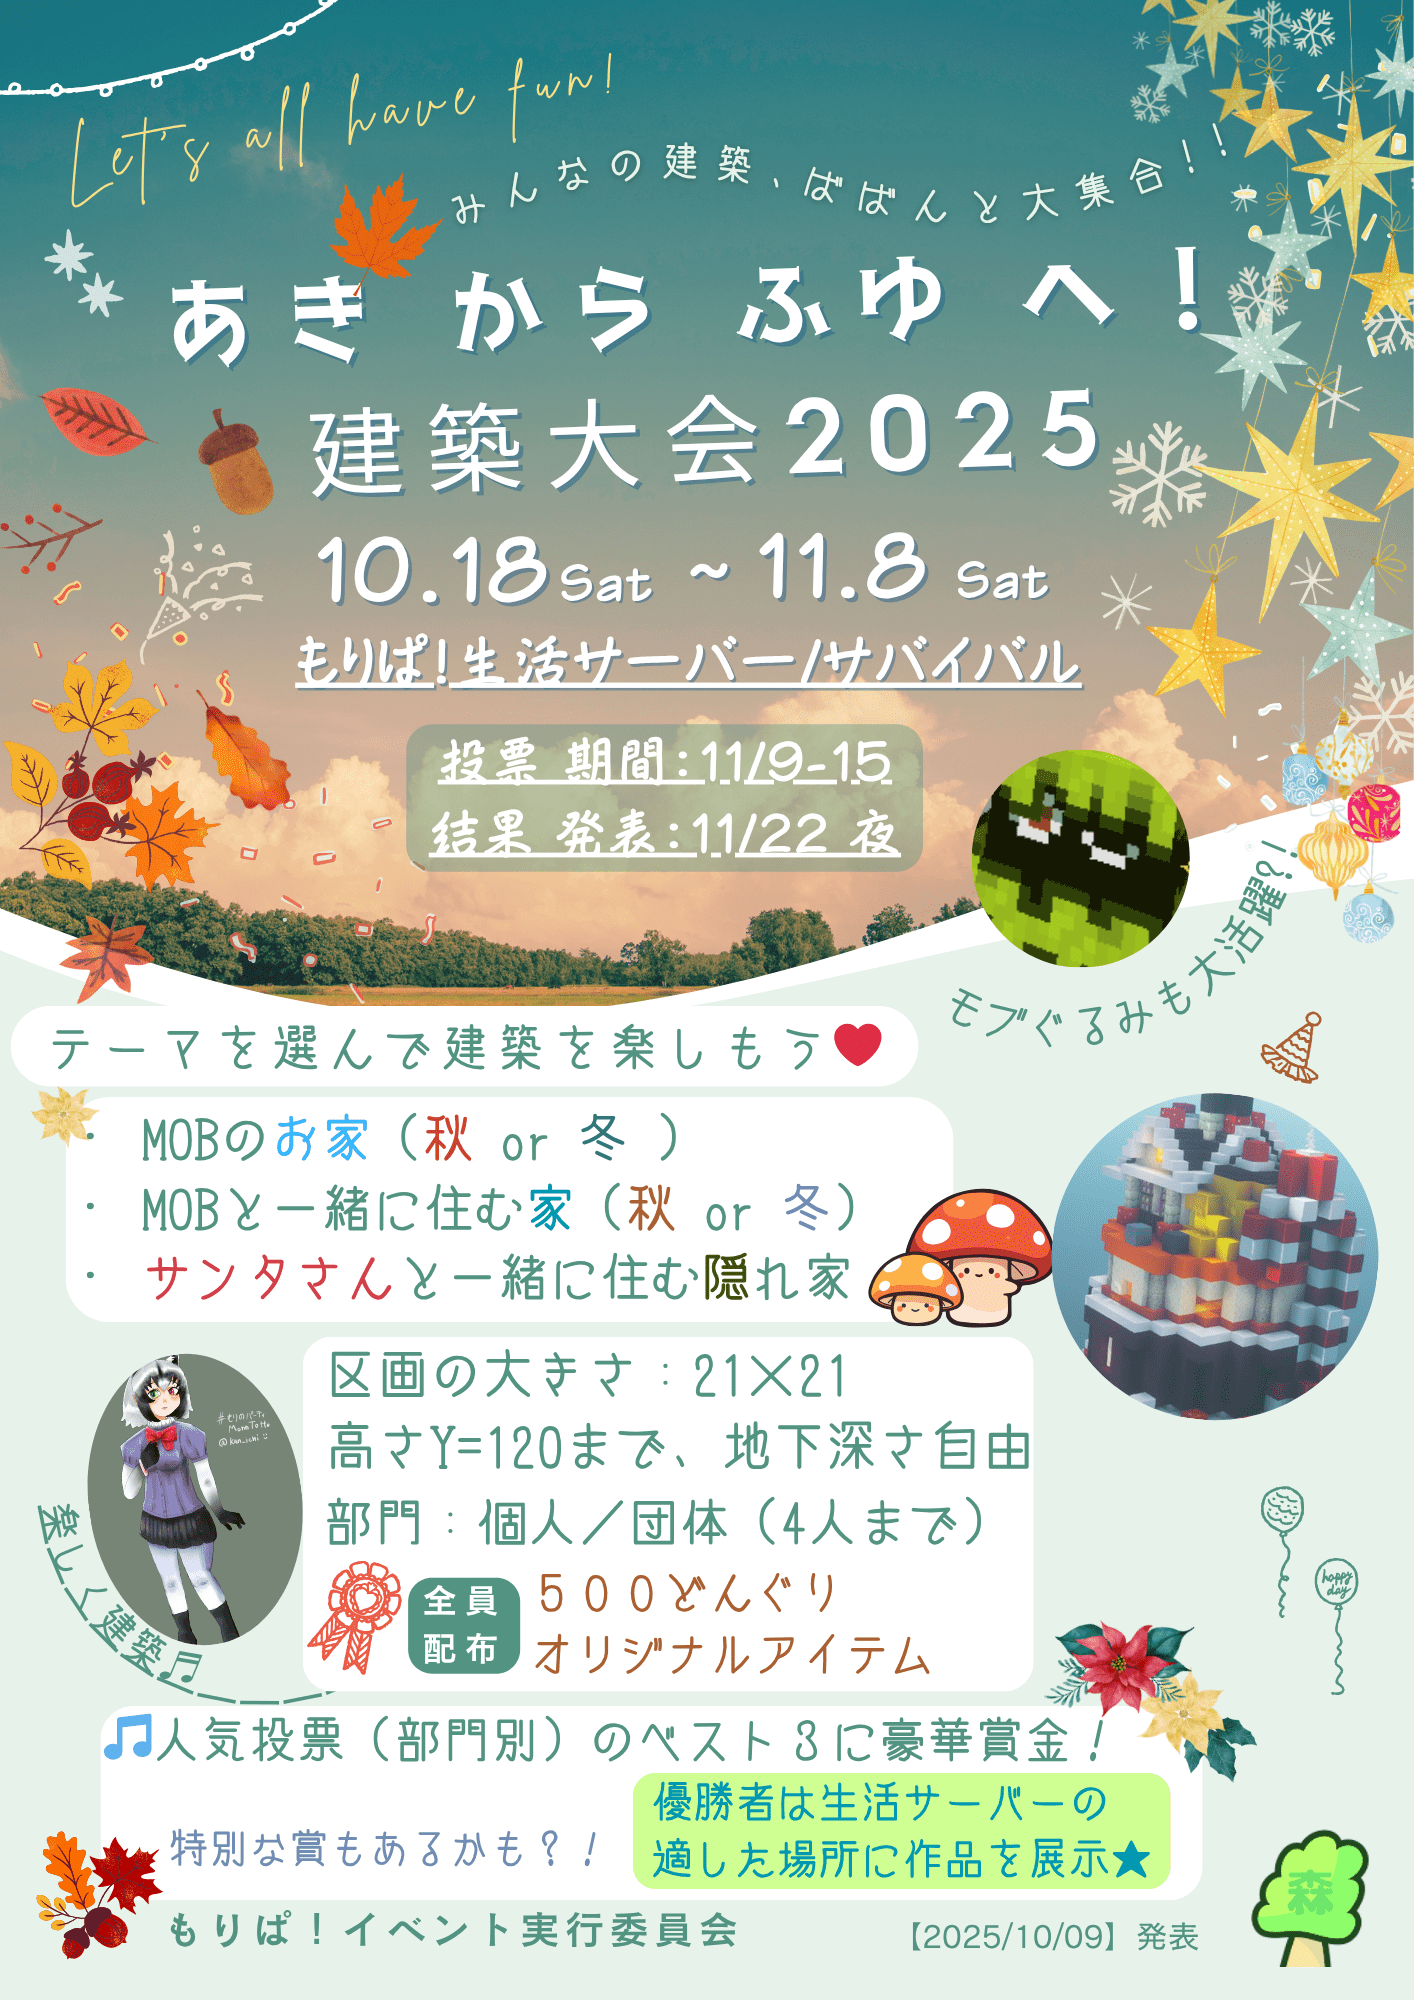 Let's all have fun!
みんなの建築、ばばんと大集合!!
あき から ふゆ へ!
建築大会2025
10.18 Sat ~ 11.8 Sat
もりぱ!生活サーバー/サバイバル
投票 期間:11/9-15
結果 発表:11/22 夜
モブぐるみも大活躍?!
テーマを選んで建築を楽しもう❤
・ MOBのお家（秋 or 冬 ）
・ MOBと一緒に住む家（秋 or 冬）
・ サンタさんと一緒に住む隠れ家
区画の大きさ：21×21
高さY=120まで、地下深さ自由
部門：個人／団体（4人まで）
#もりのパーティ
MomToHo
@kan_ichi
楽しく建築♬
全員
配布
５００どんぐり
オリジナルアイテム
happy
day
🎵人気投票（部門別）のベスト３に豪華賞金！
特別な賞もあるかも？！
優勝者は生活サーバーの
適した場所に作品を展示★
もりぱ！イベント実行委員会
【2025/10/09】発表
森